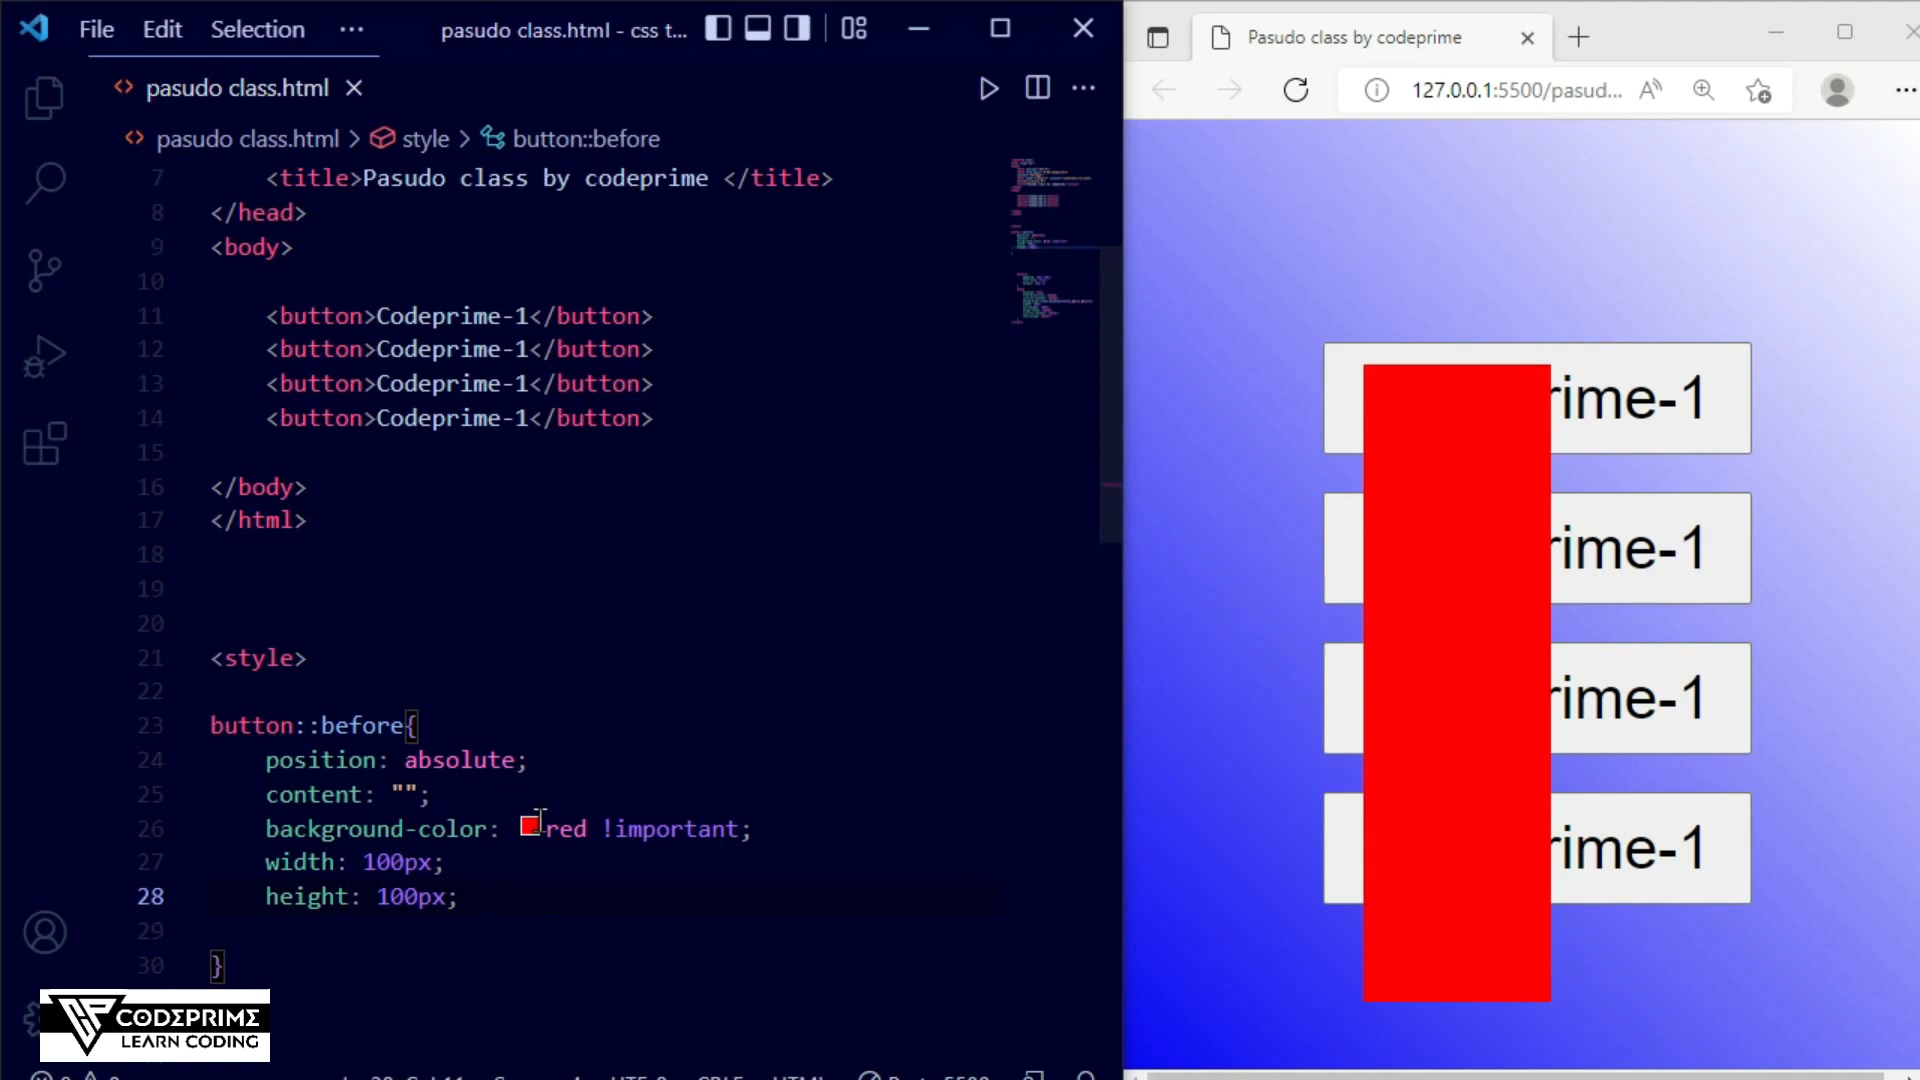 File Edit Selection ··· pasudo class.html - css t...
pasudo class.html
pasudo class.html > style > button::before
7 <title>Pasudo class by codeprime </title>
8 </head>
9 <body>
10
11 <button>Codeprime-1</button>
12 <button>Codeprime-1</button>
13 <button>Codeprime-1</button>
14 <button>Codeprime-1</button>
15
16 </body>
17 </html>
18
19
20
21 <style>
22
23 button::before{
24 position: absolute;
25 content: "";
26 background-color: red !important;
27 width: 100px;
28 height: 100px;
29
30 }
CODEPRIME
LEARN CODING
Pasudo class by codeprime
127.0.0.1:5500/pasud...
rime-1
rime-1
rime-1
rime-1